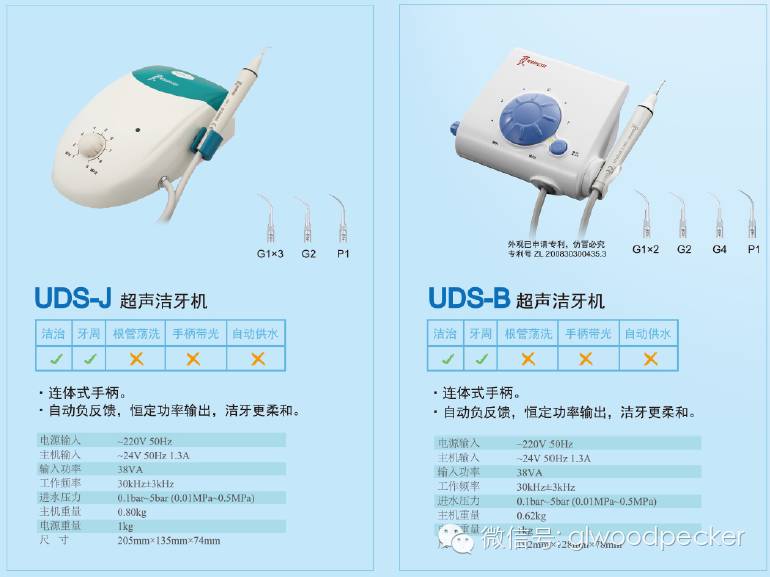 G1×3
G2
P1
UDS-J 超声洁牙机
洁治 牙周 根管荡洗 手柄带光 自动供水
・连体式手柄。
・自动负反馈，恒定功率输出，洁牙更柔和。
电源输入 ~220V 50Hz
主机输入 ~24V 50Hz 1.3A
输入功率 38VA
工作频率 30kHz±3kHz
进水压力 0.1bar~5bar (0.01MPa~0.5MPa)
主机重量 0.80kg
电源重量 1kg
尺 寸 205mm×135mm×74mm
外观已申请专利，仿冒必究
专利号 ZL 200830300435.3
G1×2
G2
G4
P1
UDS-B 超声洁牙机
洁治 牙周 根管荡洗 手柄带光 自动供水
・连体式手柄。
・自动负反馈，恒定功率输出，洁牙更柔和。
电源输入 ~220V 50Hz
主机输入 ~24V 50Hz 1.3A
输入功率 38VA
工作频率 30kHz±3kHz
进水压力 0.1bar~5bar (0.01MPa~0.5MPa)
主机重量 0.62kg
电源重量 1kg
微信号: glwoodpecker